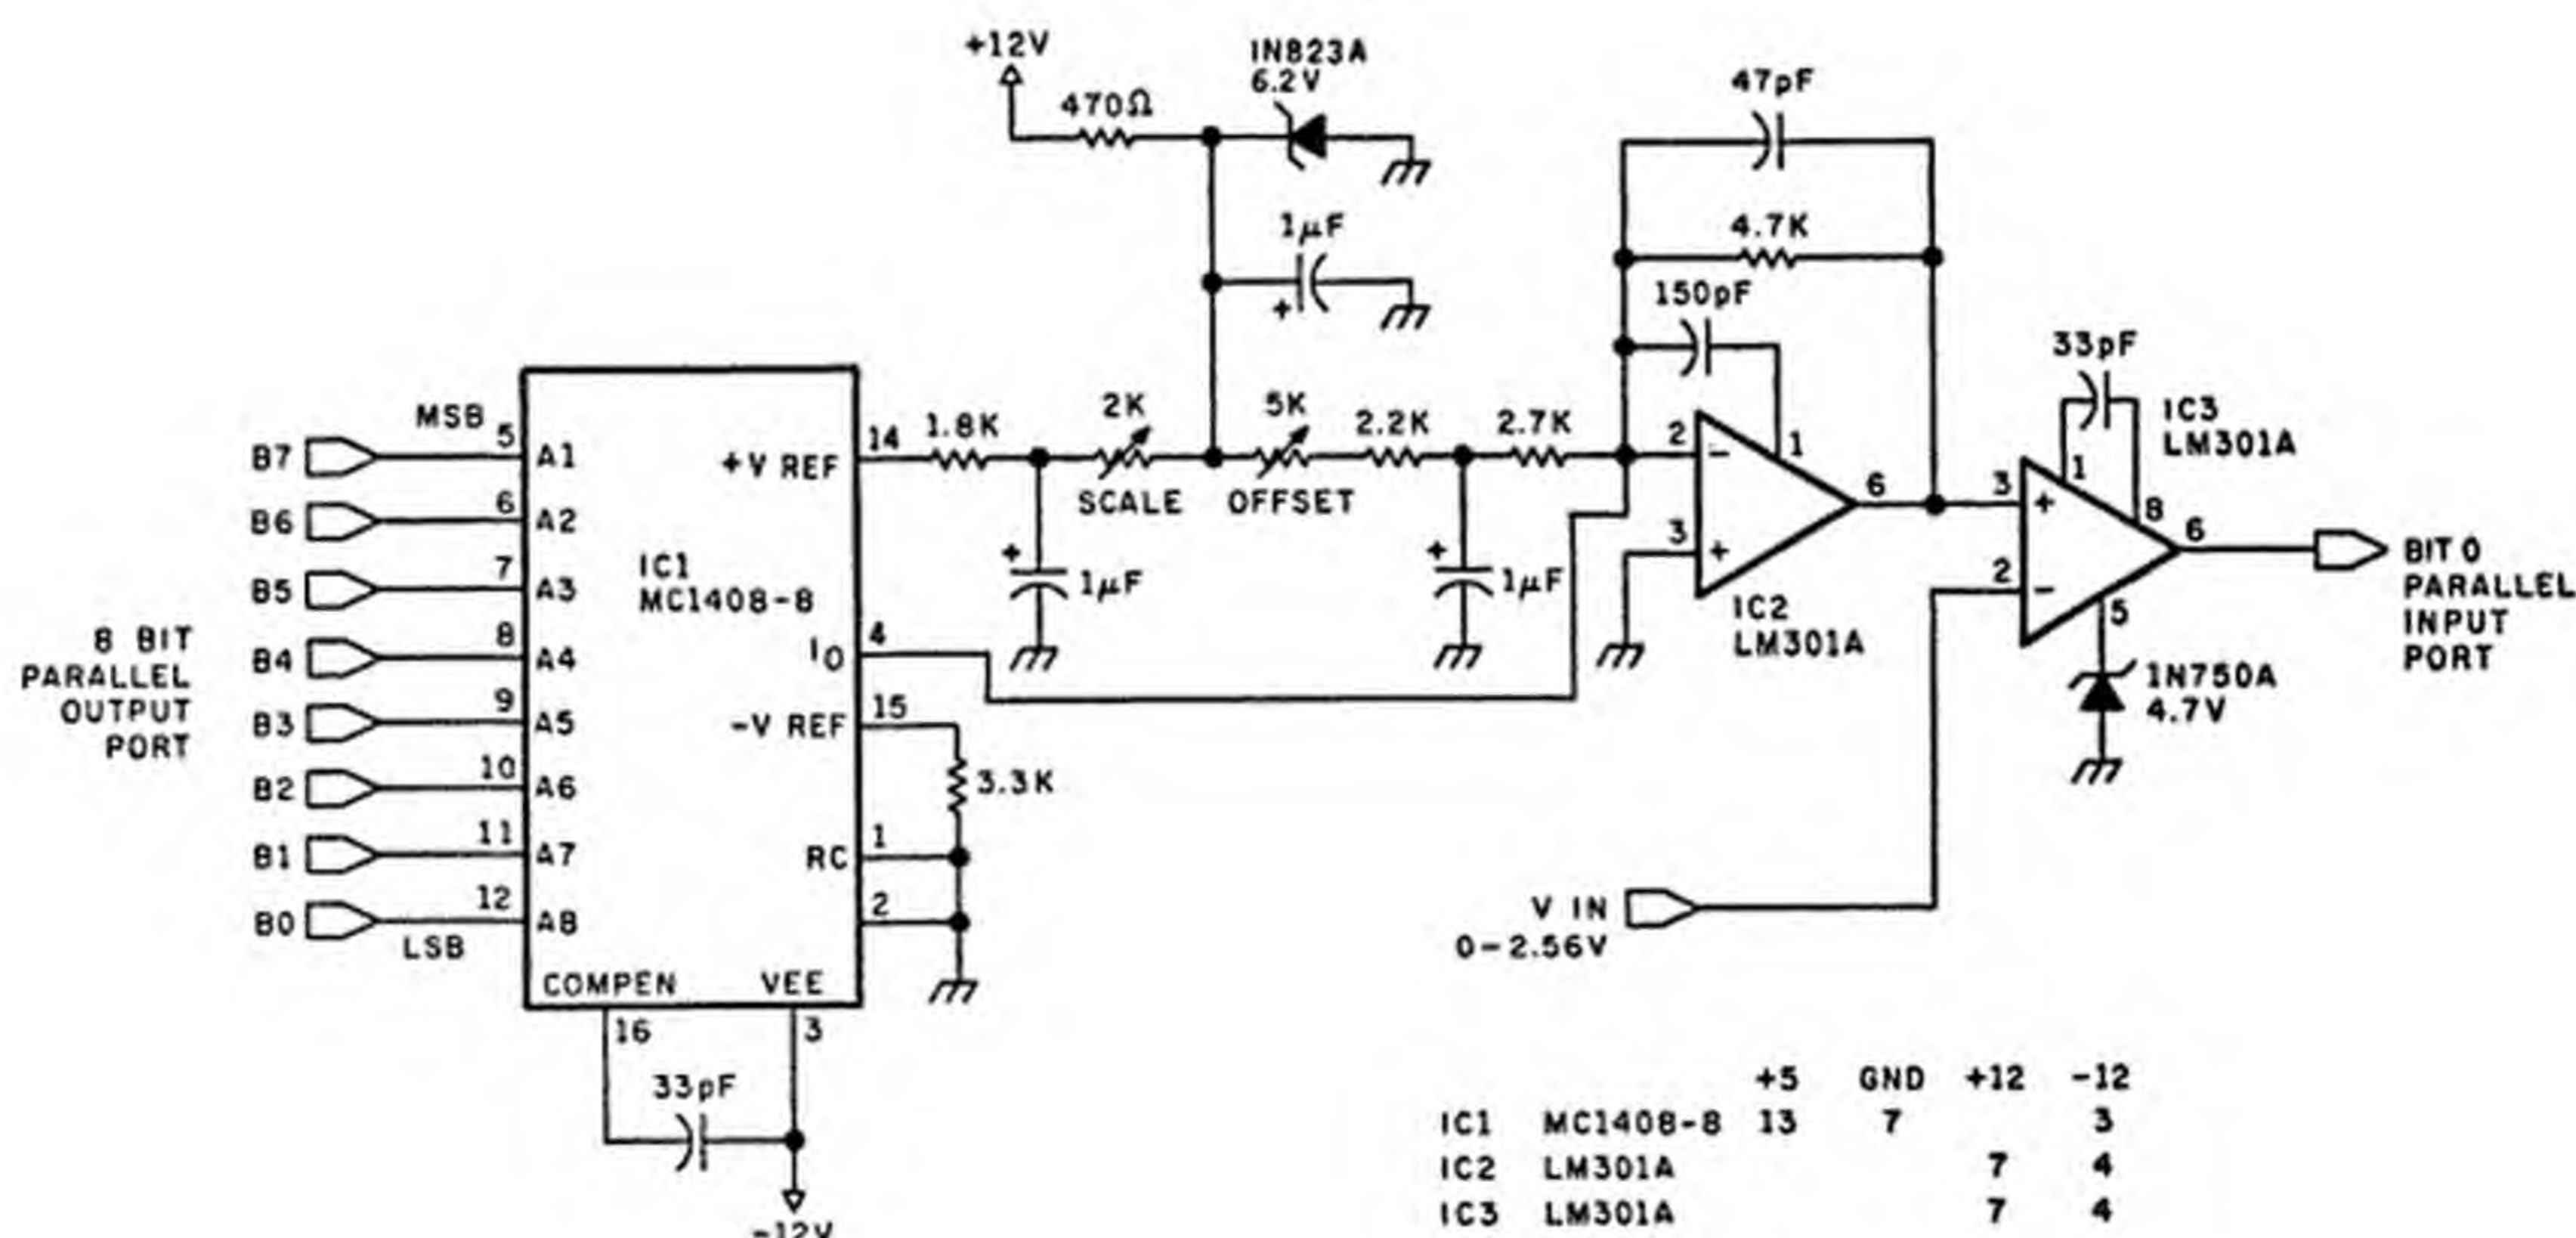 +12V
470Ω
IN823A
6.2V
1µF
47pF
4.7K
150pF
33pF
IC3
LM301A
MSB
B7 5 A1
B6 6 A2
B5 7 A3
B4 8 A4
B3 9 A5
B2 10 A6
B1 11 A7
B0 12 A8
LSB
8 BIT
PARALLEL
OUTPUT
PORT
IC1
MC1408-8
+V REF 14
IO 4
-V REF 15
RC 1
2
COMPEN VEE
16 3
33pF
-12V
1.8K
2K
SCALE
5K
OFFSET
2.2K
2.7K
1µF
1µF
3.3K
2 -
3 +
1
6
IC2
LM301A
3 +
2 -
1
8
6
5
1N750A
4.7V
BIT 0
PARALLEL
INPUT
PORT
V IN
0-2.56V
+5 GND +12 -12
IC1 MC1408-8 13 7 3
IC2 LM301A 7 4
IC3 LM301A 7 4